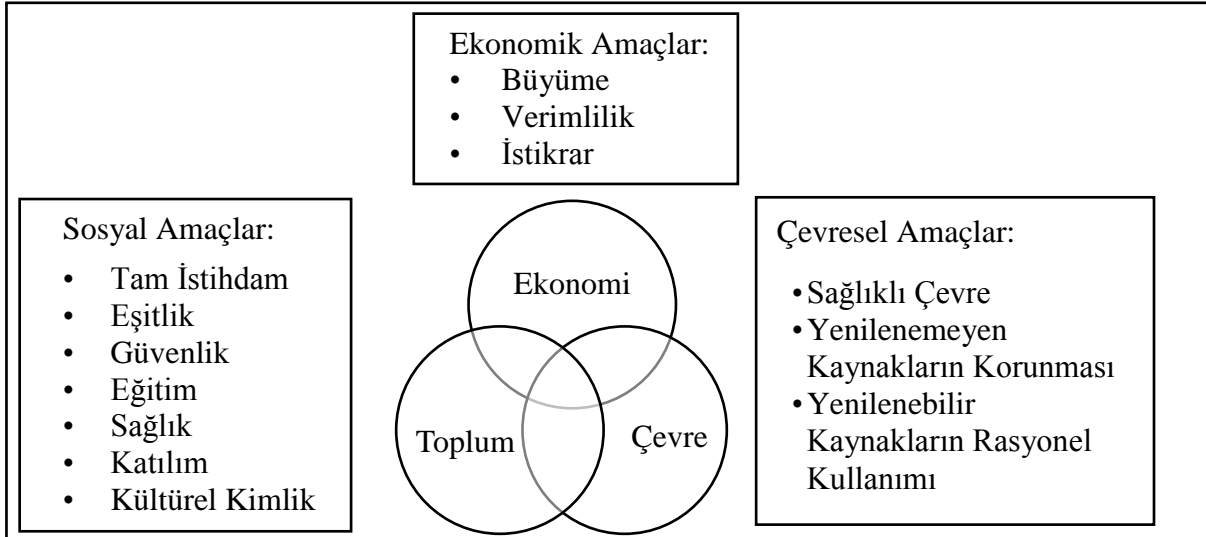 Ekonomik Amaçlar:
• Büyüme
• Verimlilik
• İstikrar
Sosyal Amaçlar:
• Tam İstihdam
• Eşitlik
• Güvenlik
• Eğitim
• Sağlık
• Katılım
• Kültürel Kimlik
Ekonomi
Toplum
Çevre
Çevresel Amaçlar:
• Sağlıklı Çevre
• Yenilenemeyen
Kaynakların Korunması
• Yenilenebilir
Kaynakların Rasyonel
Kullanımı